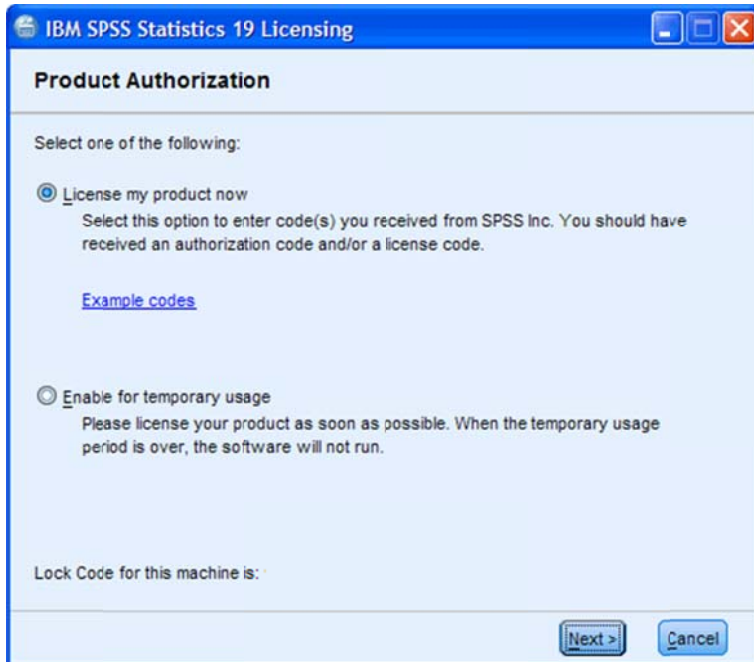 IBM SPSS Statistics 19 Licensing
Product Authorization
Select one of the following:
License my product now
Select this option to enter code(s) you received from SPSS Inc. You should have
received an authorization code and/or a license code.
Example codes
Enable for temporary usage
Please license your product as soon as possible. When the temporary usage
period is over, the software will not run.
Lock Code for this machine is:
Next >
Cancel